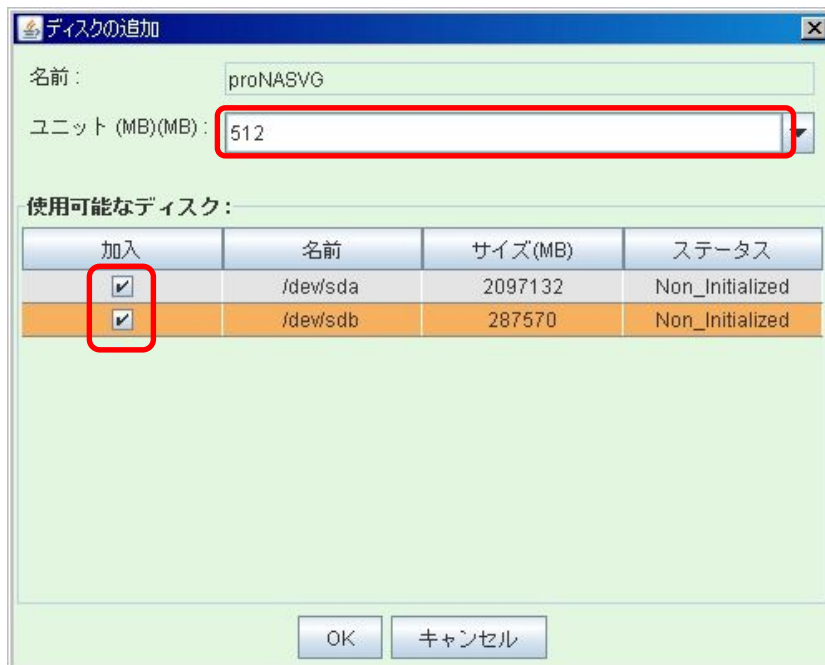 ディスクの追加
名前 : proNASVG
ユニット (MB)(MB) : 512
使用可能なディスク :
加入 名前 サイズ(MB) ステータス
/dev/sda 2097132 Non_Initialized
/dev/sdb 287570 Non_Initialized
OK キャンセル